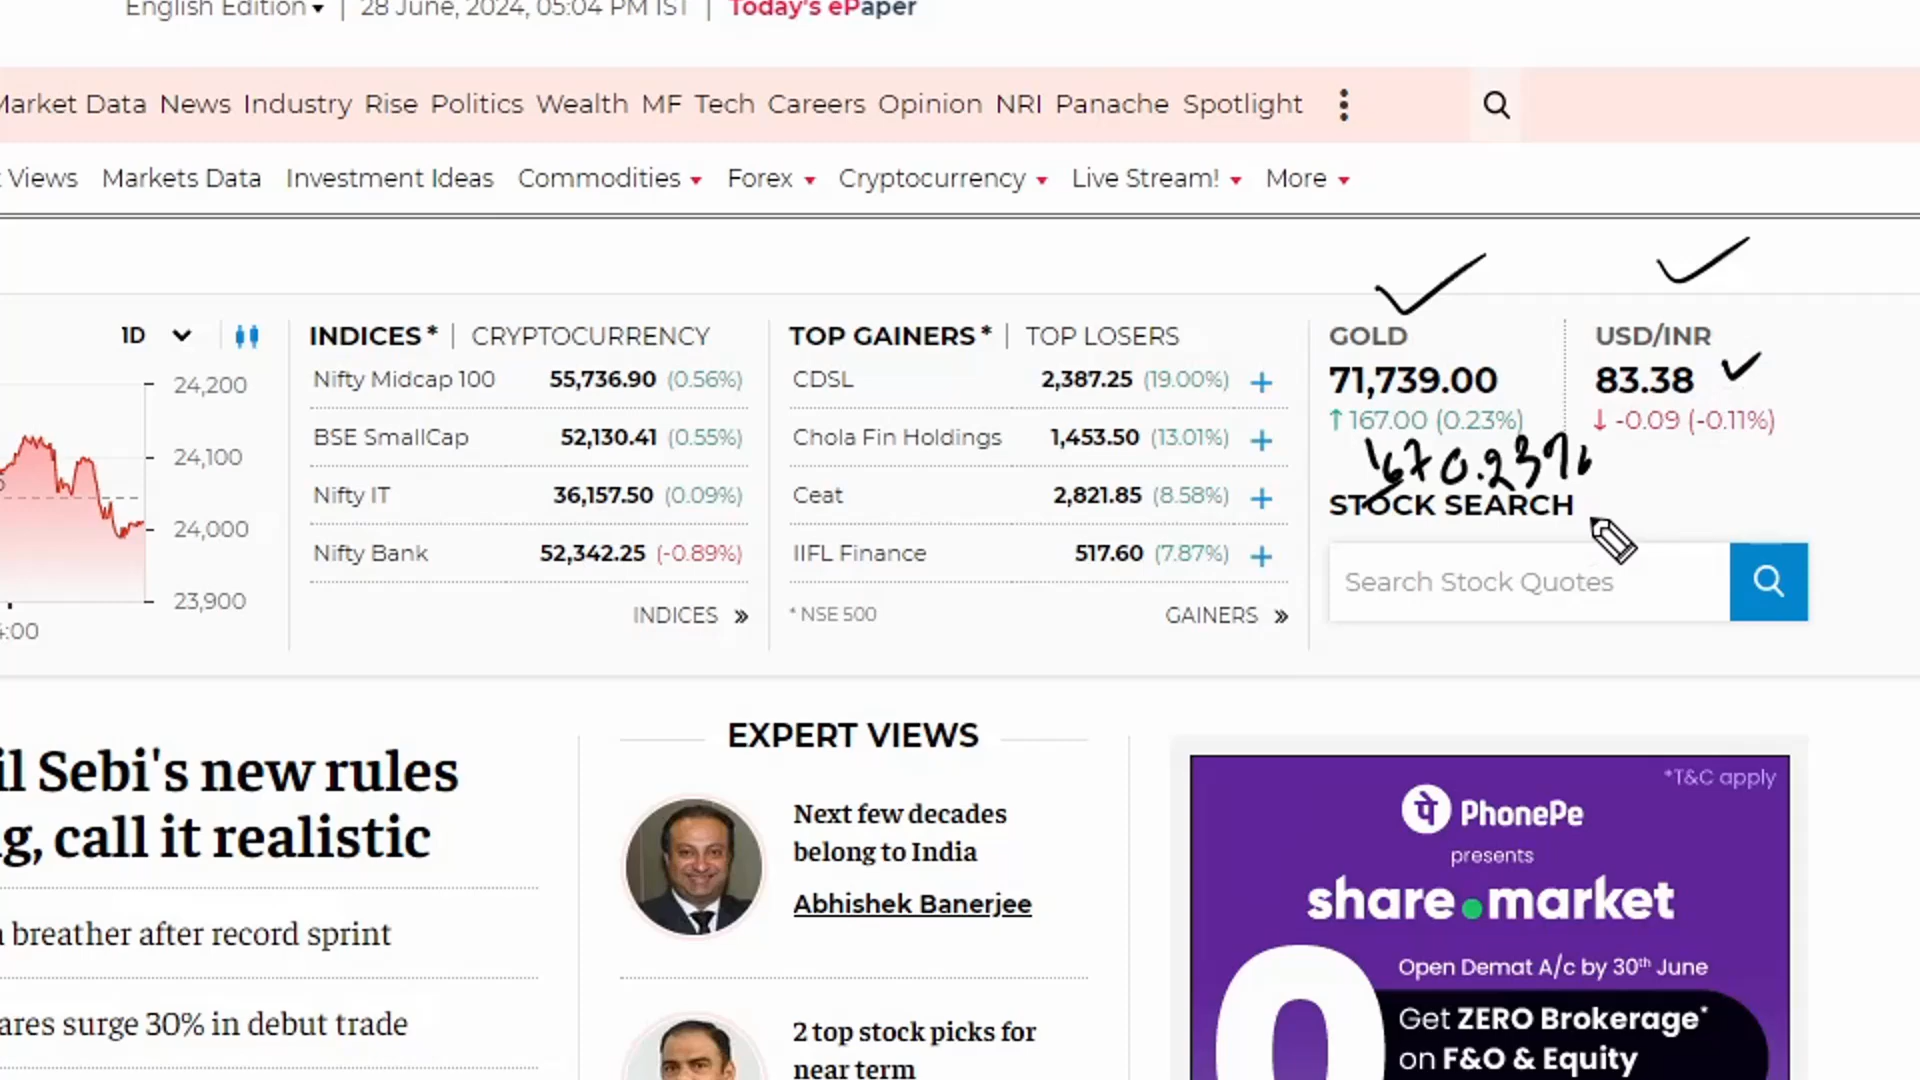 English Edition | 28 June, 2024, 05:04 PM IST | Today's ePaper
Market Data News Industry Rise Politics Wealth MF Tech Careers Opinion NRI Panache Spotlight
Views Markets Data Investment Ideas Commodities Forex Cryptocurrency Live Stream! More
1D
24,200
24,100
24,000
23,900
4:00
INDICES * | CRYPTOCURRENCY
Nifty Midcap 100 55,736.90 (0.56%)
BSE SmallCap 52,130.41 (0.55%)
Nifty IT 36,157.50 (0.09%)
Nifty Bank 52,342.25 (-0.89%)
INDICES »
TOP GAINERS * | TOP LOSERS
CDSL 2,387.25 (19.00%) +
Chola Fin Holdings 1,453.50 (13.01%) +
Ceat 2,821.85 (8.58%) +
IIFL Finance 517.60 (7.87%) +
* NSE 500 GAINERS »
GOLD
71,739.00
↑ 167.00 (0.23%)
USD/INR
83.38
↓ -0.09 (-0.11%)
167 0.23%
STOCK SEARCH
Search Stock Quotes
il Sebi's new rules
g, call it realistic
breather after record sprint
ares surge 30% in debut trade
EXPERT VIEWS
Next few decades
belong to India
Abhishek Banerjee
2 top stock picks for
near term
*T&C apply
पे PhonePe
presents
share.market
Open Demat A/c by 30th June
0
Get ZERO Brokerage*
on F&O & Equity